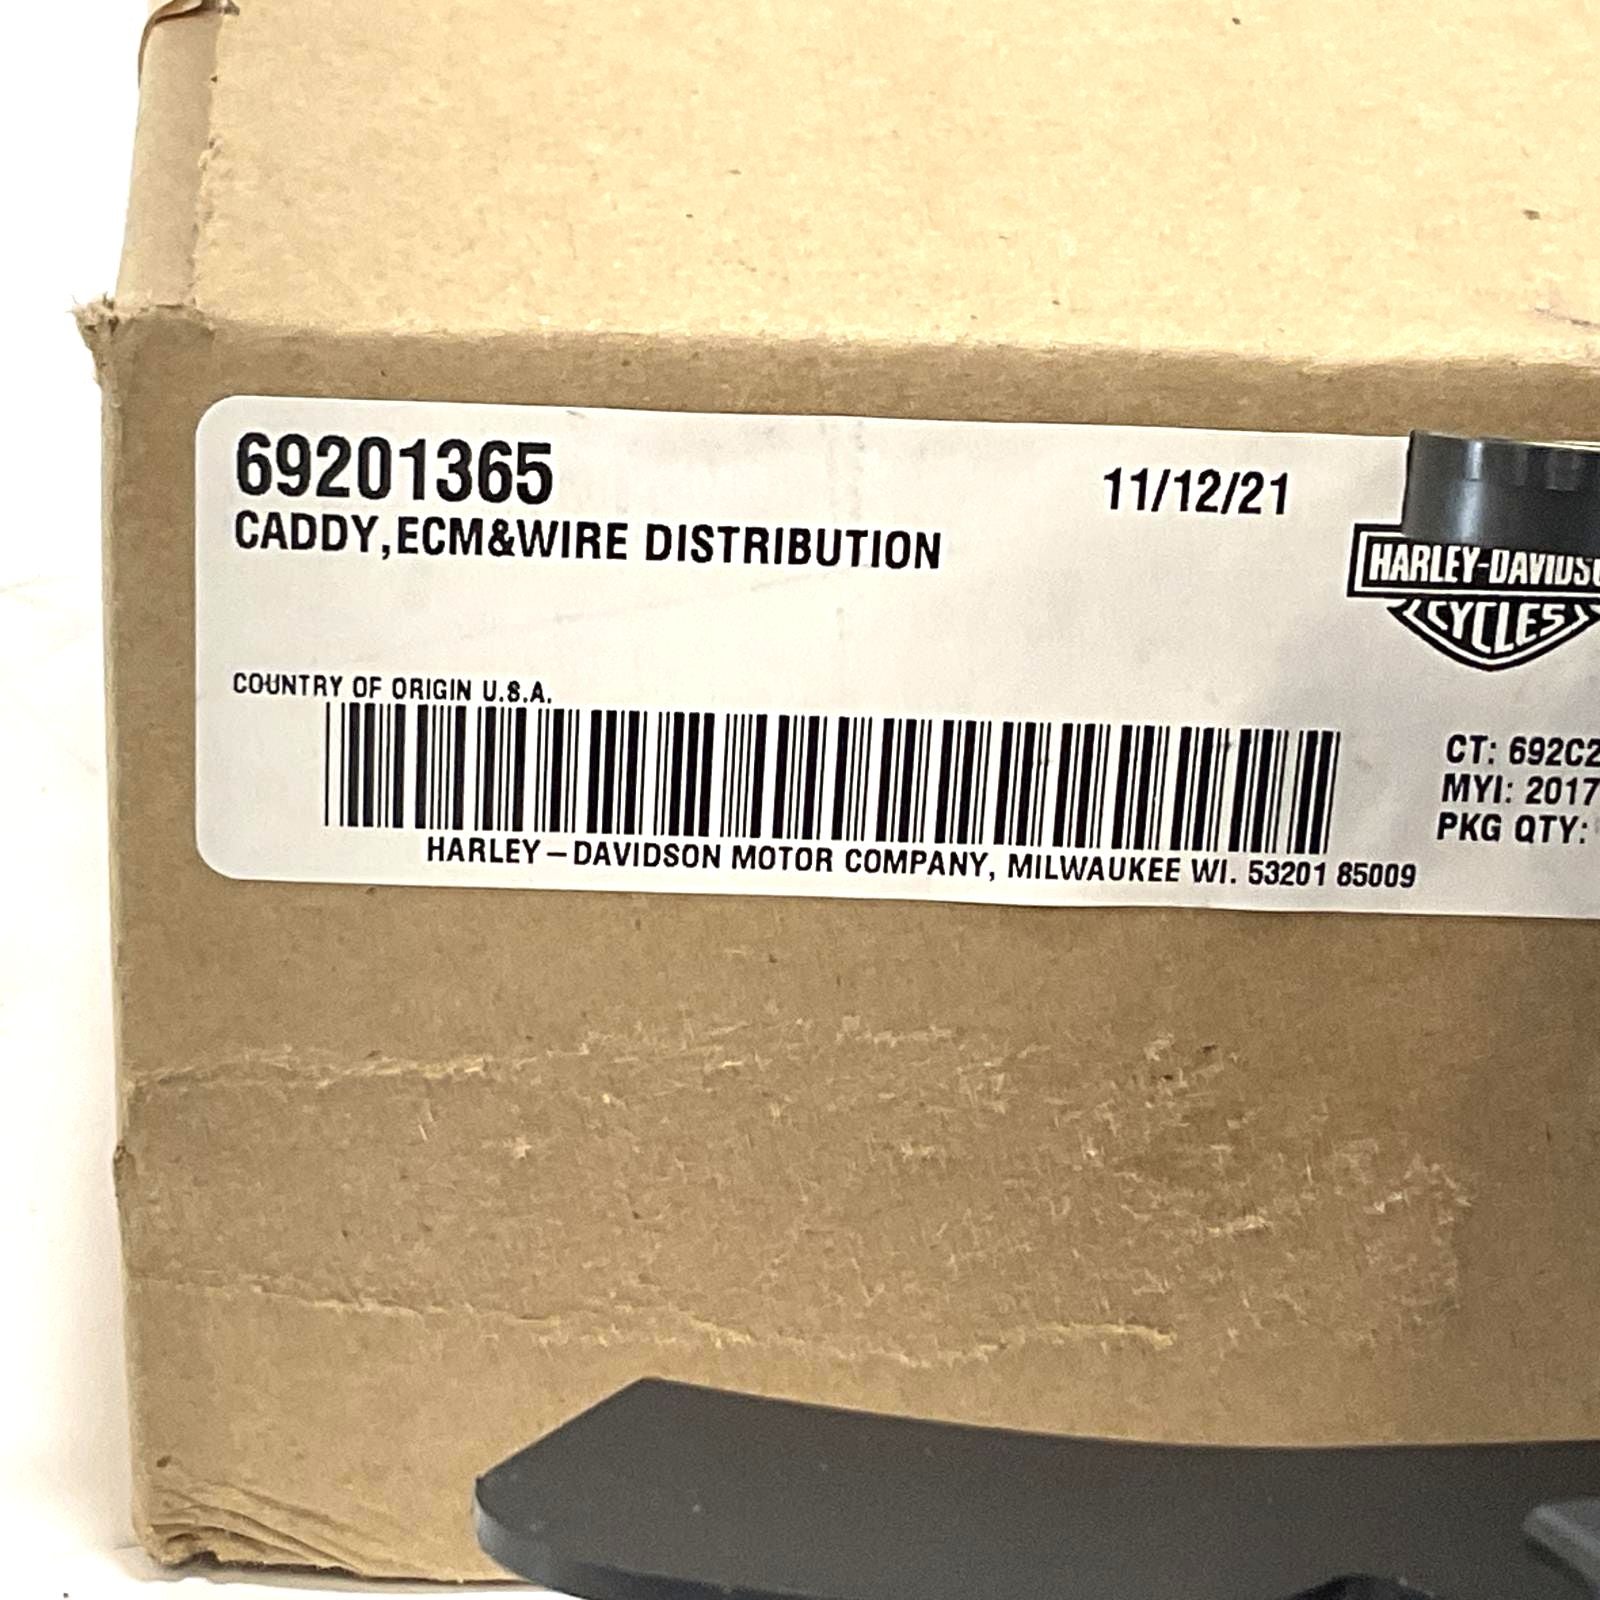 69201365
11/12/21
CADDY,ECM&WIRE DISTRIBUTION
HARLEY-DAVIDSO
CYCLES
COUNTRY OF ORIGIN U.S.A.
CT: 692C2
MYI: 2017
PKG QTY:
HARLEY–DAVIDSON MOTOR COMPANY, MILWAUKEE WI. 53201 85009